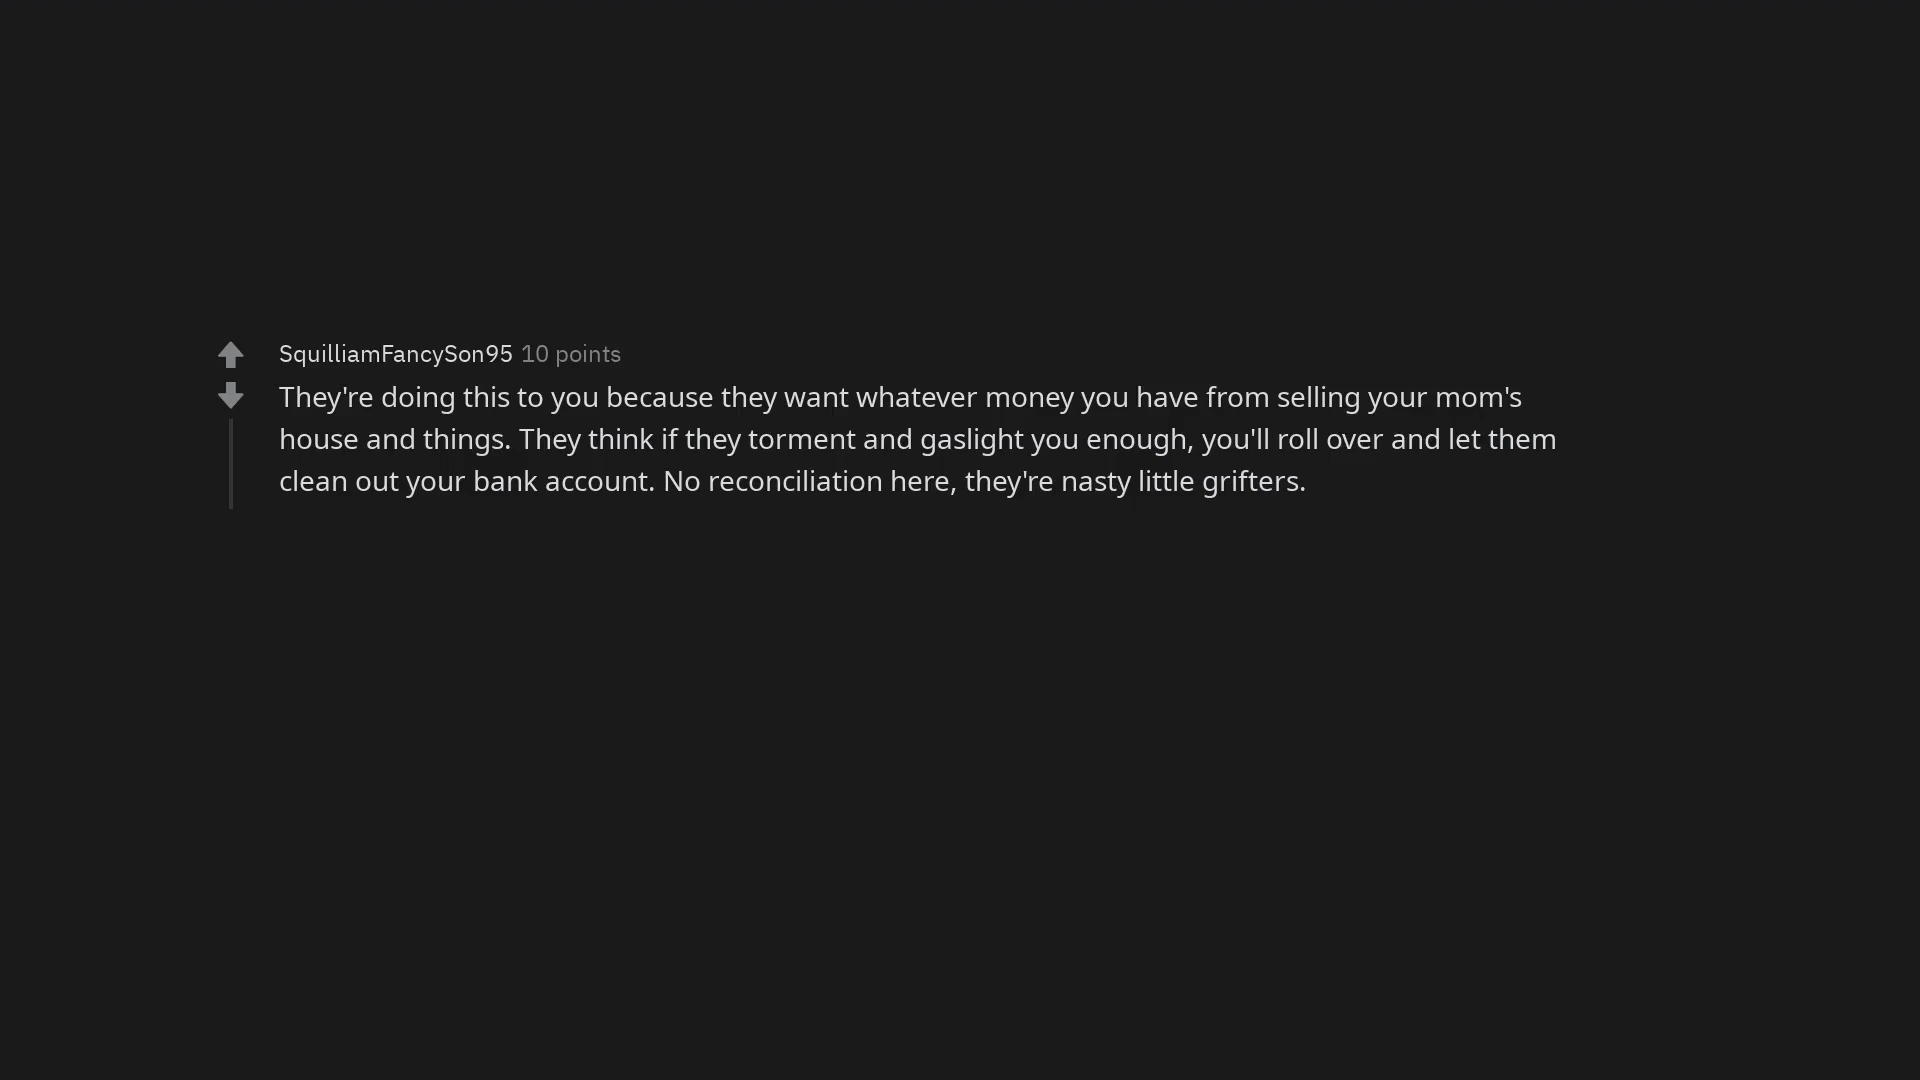 SquilliamFancySon95 10 points
They're doing this to you because they want whatever money you have from selling your mom's
house and things. They think if they torment and gaslight you enough, you'll roll over and let them
clean out your bank account. No reconciliation here, they're nasty little grifters.